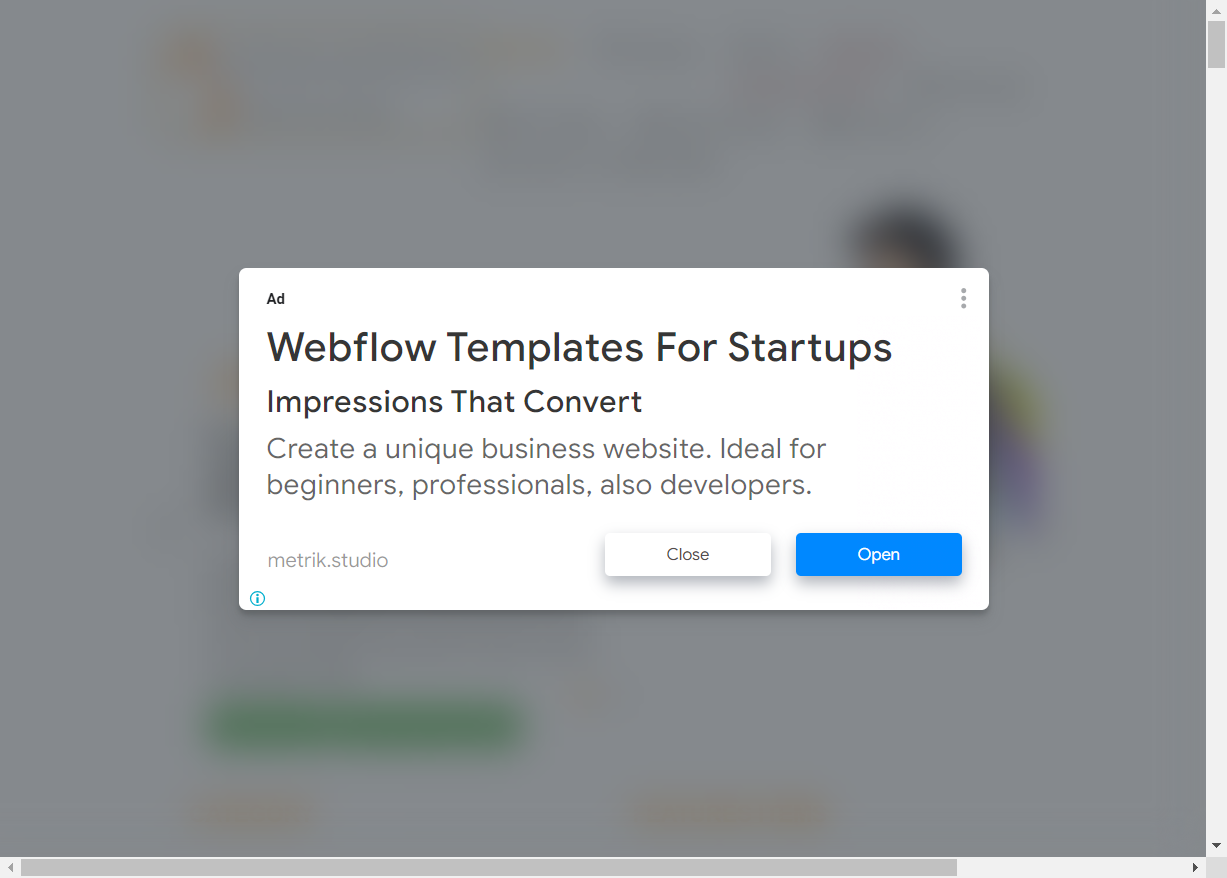 Ad
Webflow Templates For Startups
Impressions That Convert
Create a unique business website. Ideal for
beginners, professionals, also developers.
metrik.studio
Close
Open